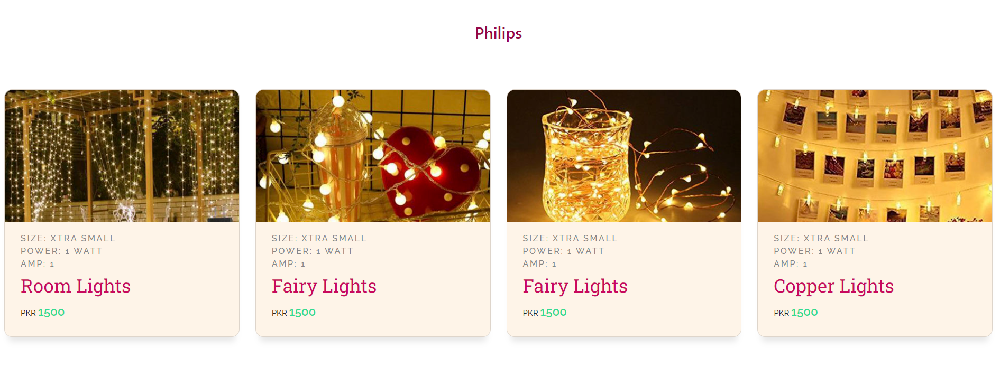 Philips
SIZE: XTRA SMALL
POWER: 1 WATT
AMP: 1
Room Lights
PKR 1500
SIZE: XTRA SMALL
POWER: 1 WATT
AMP: 1
Fairy Lights
PKR 1500
SIZE: XTRA SMALL
POWER: 1 WATT
AMP: 1
Fairy Lights
PKR 1500
SIZE: XTRA SMALL
POWER: 1 WATT
AMP: 1
Copper Lights
PKR 1500